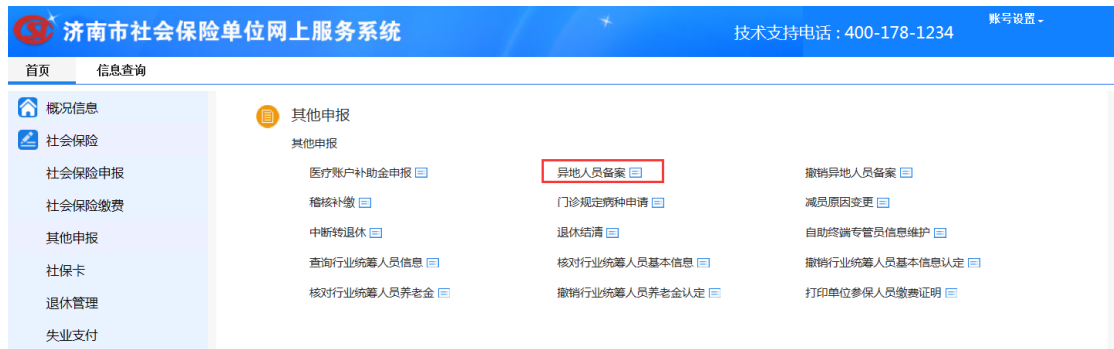 济南市社会保险单位网上服务系统
技术支持电话：400-178-1234
账号设置
首页 信息查询
概况信息
社会保险
社会保险申报
社会保险缴费
其他申报
社保卡
退休管理
失业支付
其他申报
其他申报
医疗账户补助金申报 异地人员备案 撤销异地人员备案
稽核补缴 门诊规定病种申请 减员原因变更
中断转退休 退休结清 自助终端专管员信息维护
查询行业统筹人员信息 核对行业统筹人员基本信息 撤销行业统筹人员基本信息认定
核对行业统筹人员养老金 撤销行业统筹人员养老金认定 打印单位参保人员缴费证明